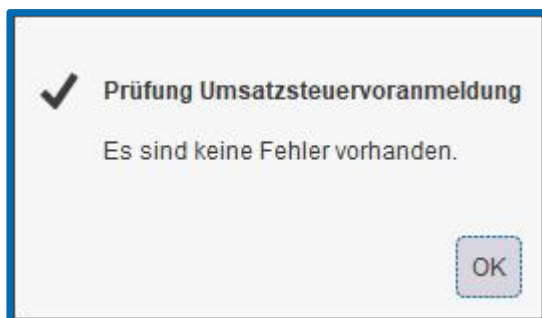 Prüfung Umsatzsteuervoranmeldung
Es sind keine Fehler vorhanden.
OK